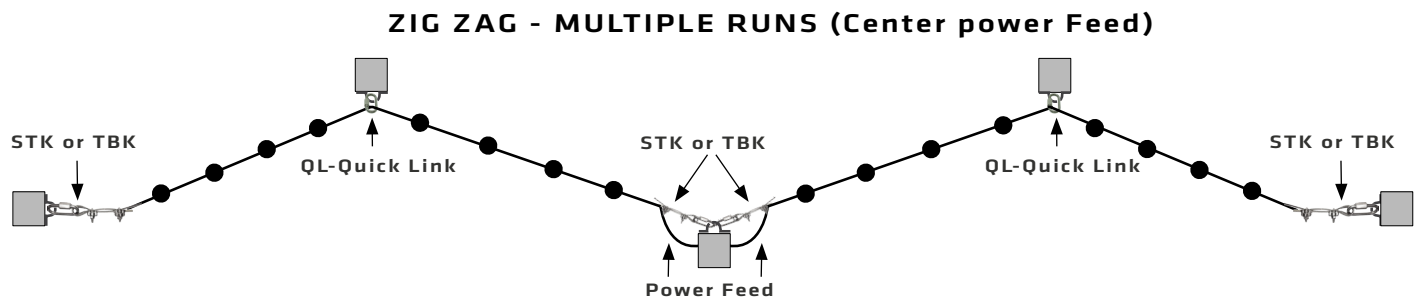 ZIG ZAG - MULTIPLE RUNS (Center power Feed)
STK or TBK
QL-Quick Link
STK or TBK
QL-Quick Link
STK or TBK
Power Feed